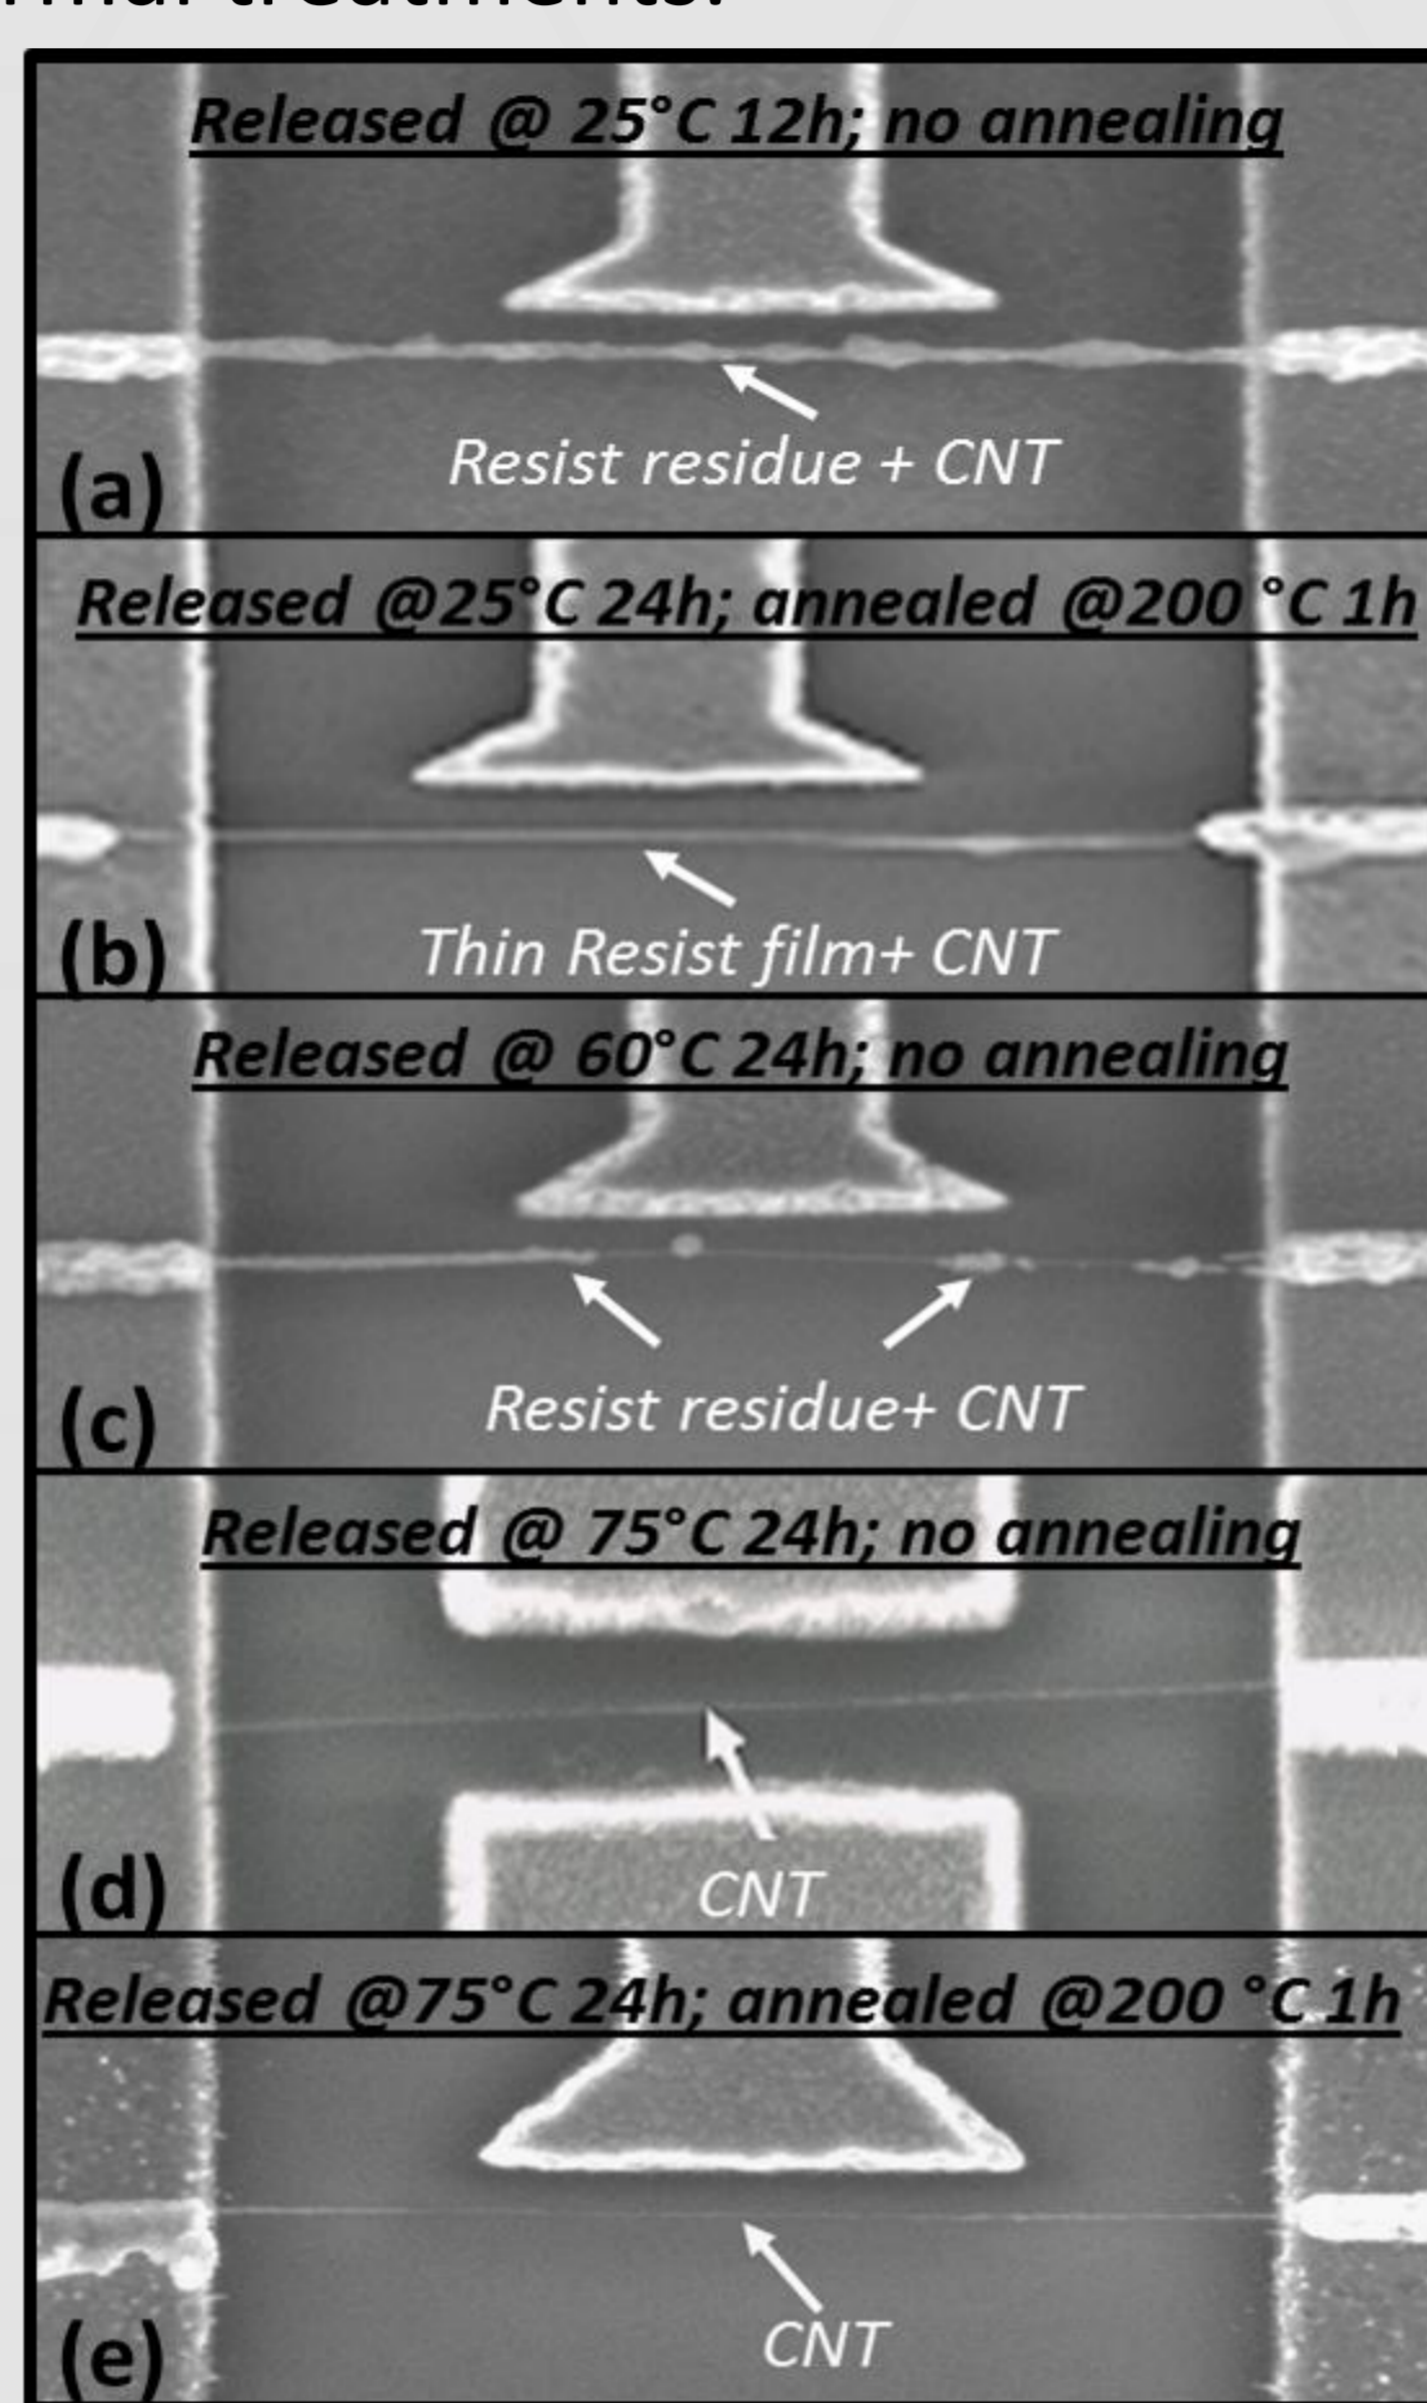 treatments.
Released @ 25°C 12h; no annealing
Resist residue + CNT
(a)
Released @25°C 24h; annealed @200 °C 1h
Thin Resist film+ CNT
(b)
Released @ 60°C 24h; no annealing
Resist residue+ CNT
(c)
Released @ 75°C 24h; no annealing
CNT
(d)
Released @75°C 24h; annealed @200 °C 1h
CNT
(e)